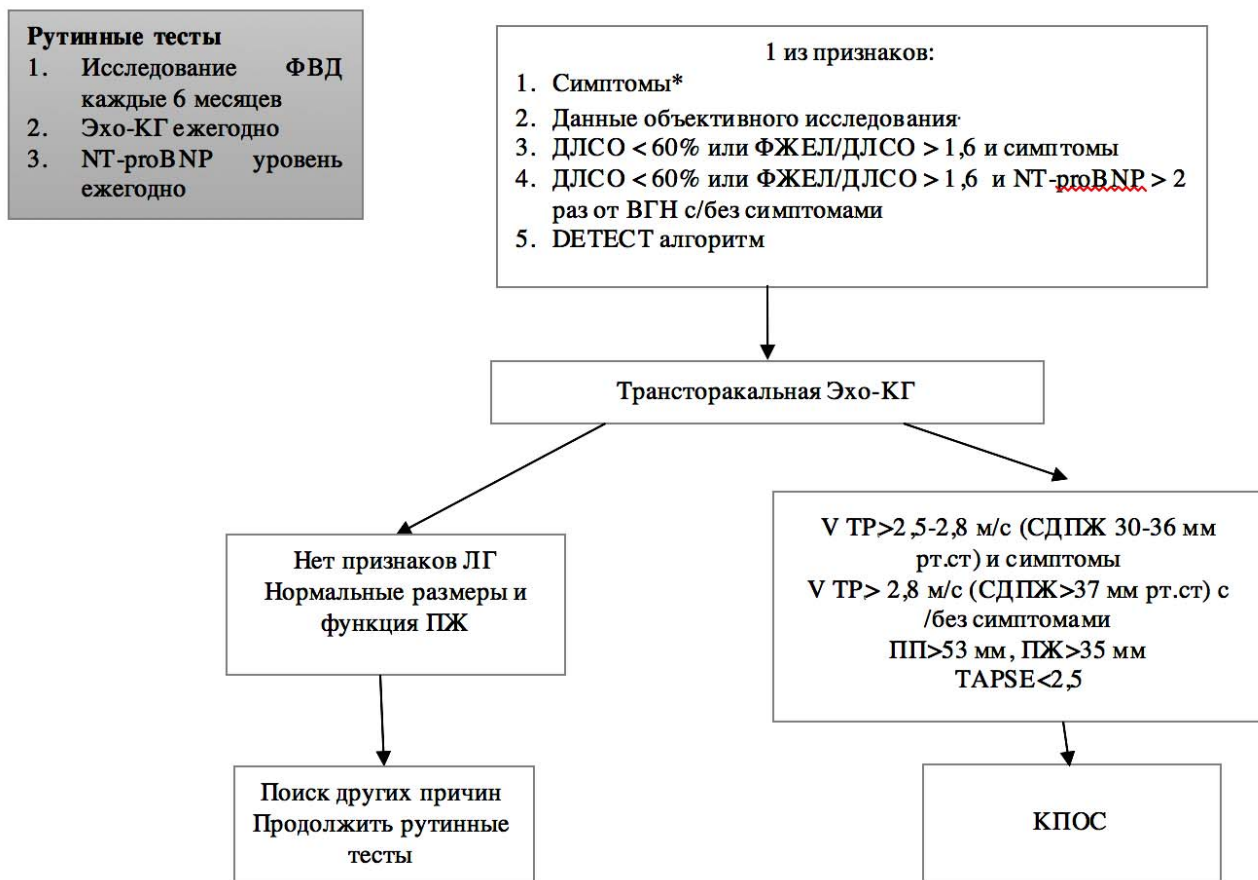 Рутинные тесты
1. Исследование ФВД
каждые 6 месяцев
2. Эхо-КГ ежегодно
3. NT-proBNP уровень
ежегодно
1 из признаков:
1. Симптомы*
2. Данные объективного исследования
3. ДЛСО <60% или ФЖЕЛ/ДЛСО >1,6 и симптомы
4. ДЛСО <60% или ФЖЕЛ/ДЛСО >1,6 и NT-proBNP > 2
раз от ВГН с/без симптомами
5. DETECT алгоритм
Трансторакальная Эхо-КГ
Нет признаков ЛГ
Нормальные размеры и
функция ПЖ
V ТР>2,5-2,8 м/с (СДПЖ 30-36 мм
рт.ст) и симптомы
V ТР> 2,8 м/с (СДПЖ>37 мм рт.ст) с
/без симптомами
ПП>53 мм, ПЖ>35 мм
TAPSE<2,5
Поиск других причин
Продолжить рутинные
тесты
КПОС